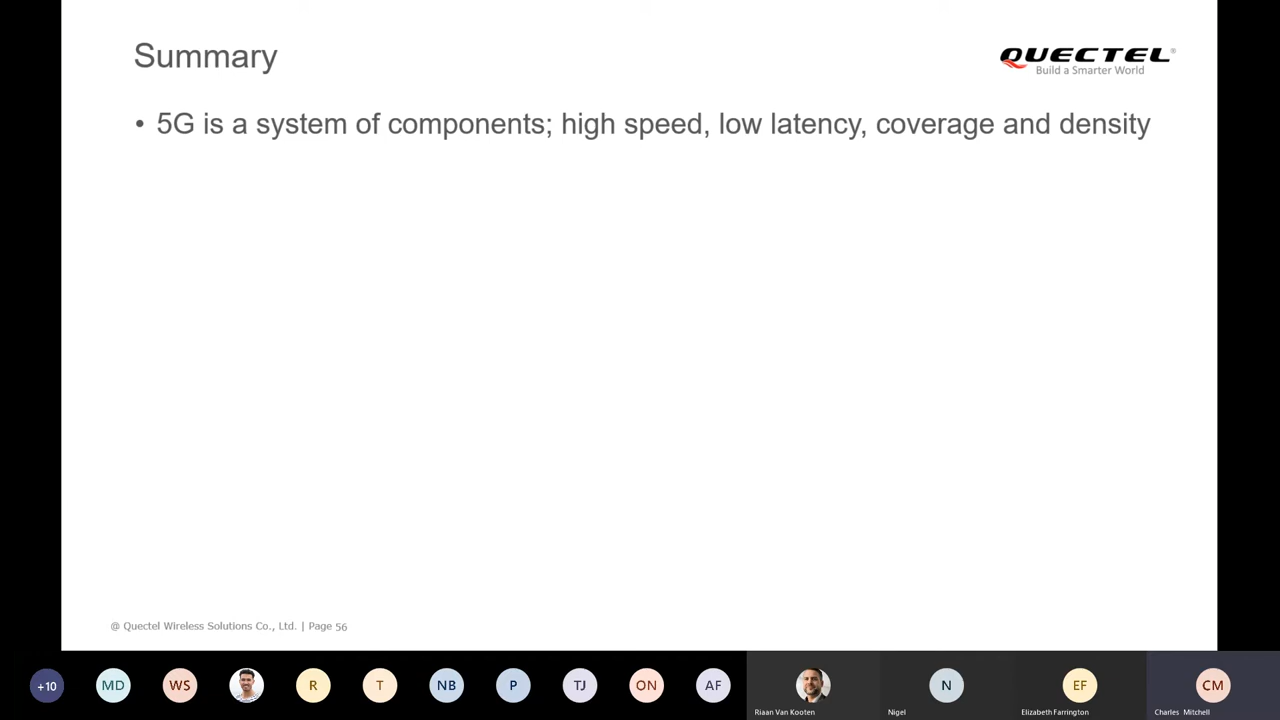 Summary
QUECTEL®
Build a Smarter World
• 5G is a system of components; high speed, low latency, coverage and density
@ Quectel Wireless Solutions Co., Ltd. | Page 56
+10
MD
WS
R
T
NB
P
TJ
ON
AF
Riaan Van Kooten
N
Nigel
EF
Elizabeth Farrington
CM
Charles Mitchell